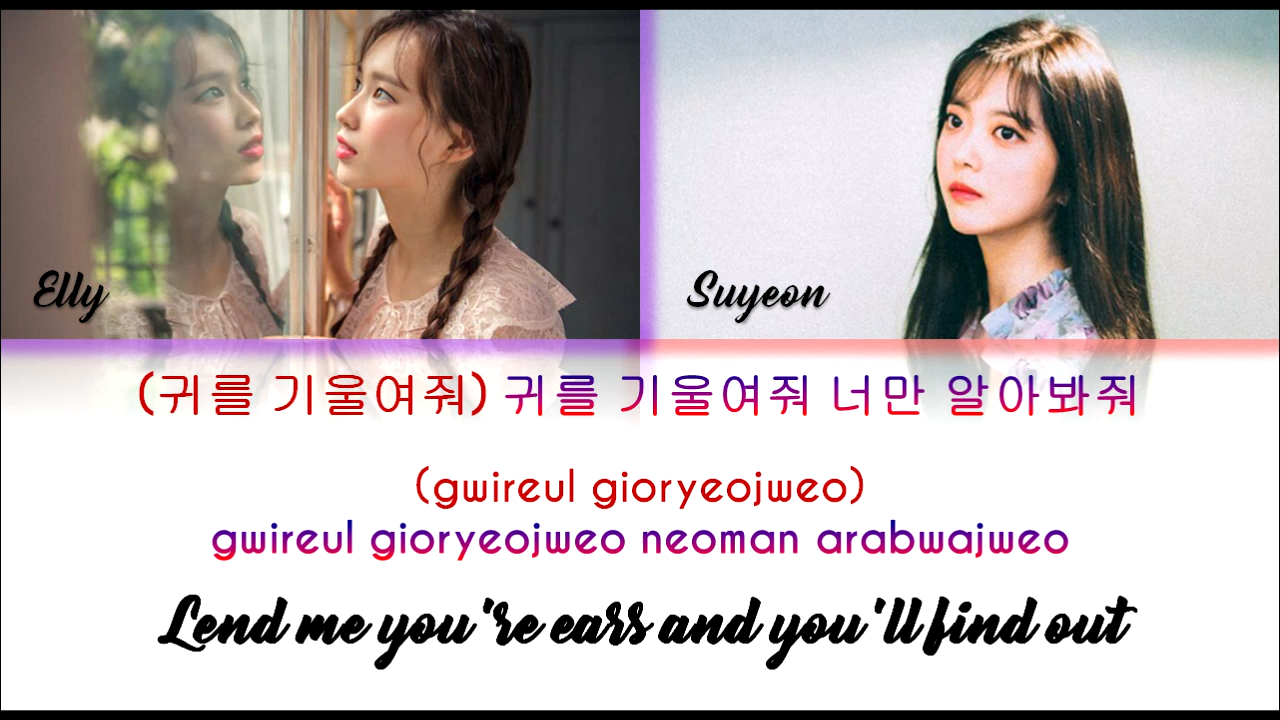 Elly
Suyeon
(귀를 기울여줘) 귀를 기울여줘 너만 알아봐줘
(gwireul gioryeojweo)
gwireul gioryeojweo neoman arabwajweo
Lend me you're ears and you'll find out